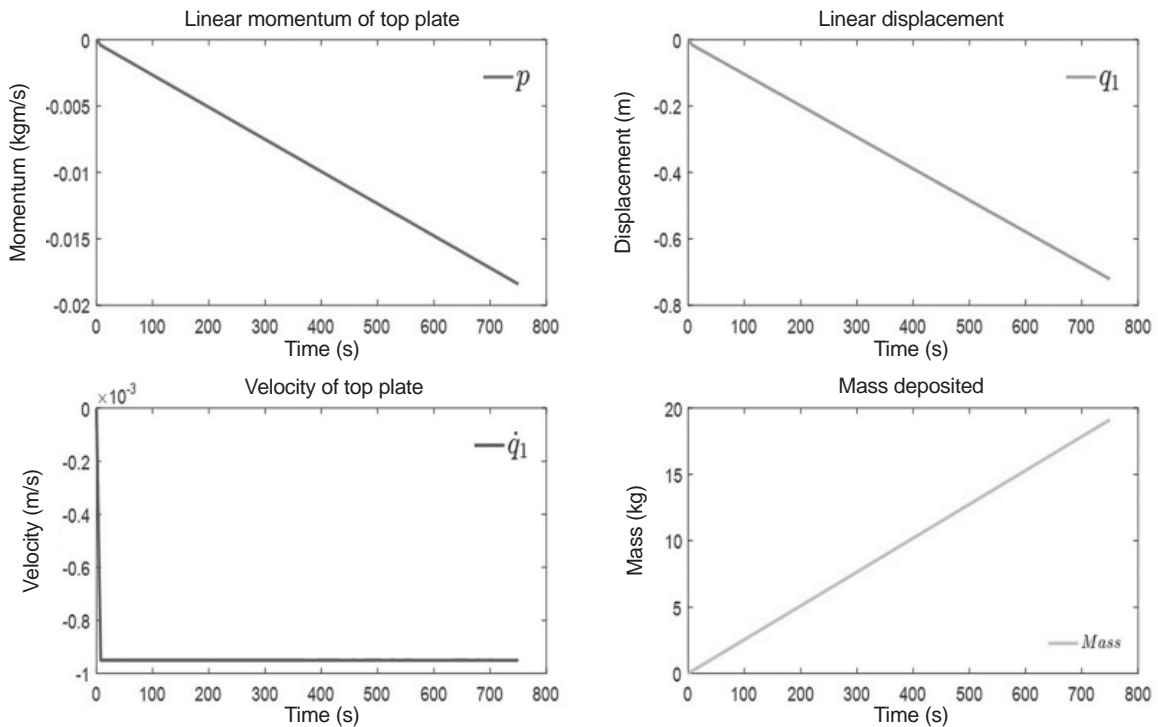 Linear momentum of top plate
0
-0.005
-0.01
-0.015
-0.02
Momentum (kgm/s)
p
0 100 200 300 400 500 600 700 800
Time (s)
Linear displacement
0
-0.2
-0.4
-0.6
-0.8
Displacement (m)
q₁
0 100 200 300 400 500 600 700 800
Time (s)
Velocity of top plate
×10⁻³
0
-0.2
-0.4
-0.6
-0.8
-1
Velocity (m/s)
q̇₁
0 100 200 300 400 500 600 700 800
Time (s)
Mass deposited
20
15
10
5
0
Mass (kg)
Mass
0 100 200 300 400 500 600 700 800
Time (s)